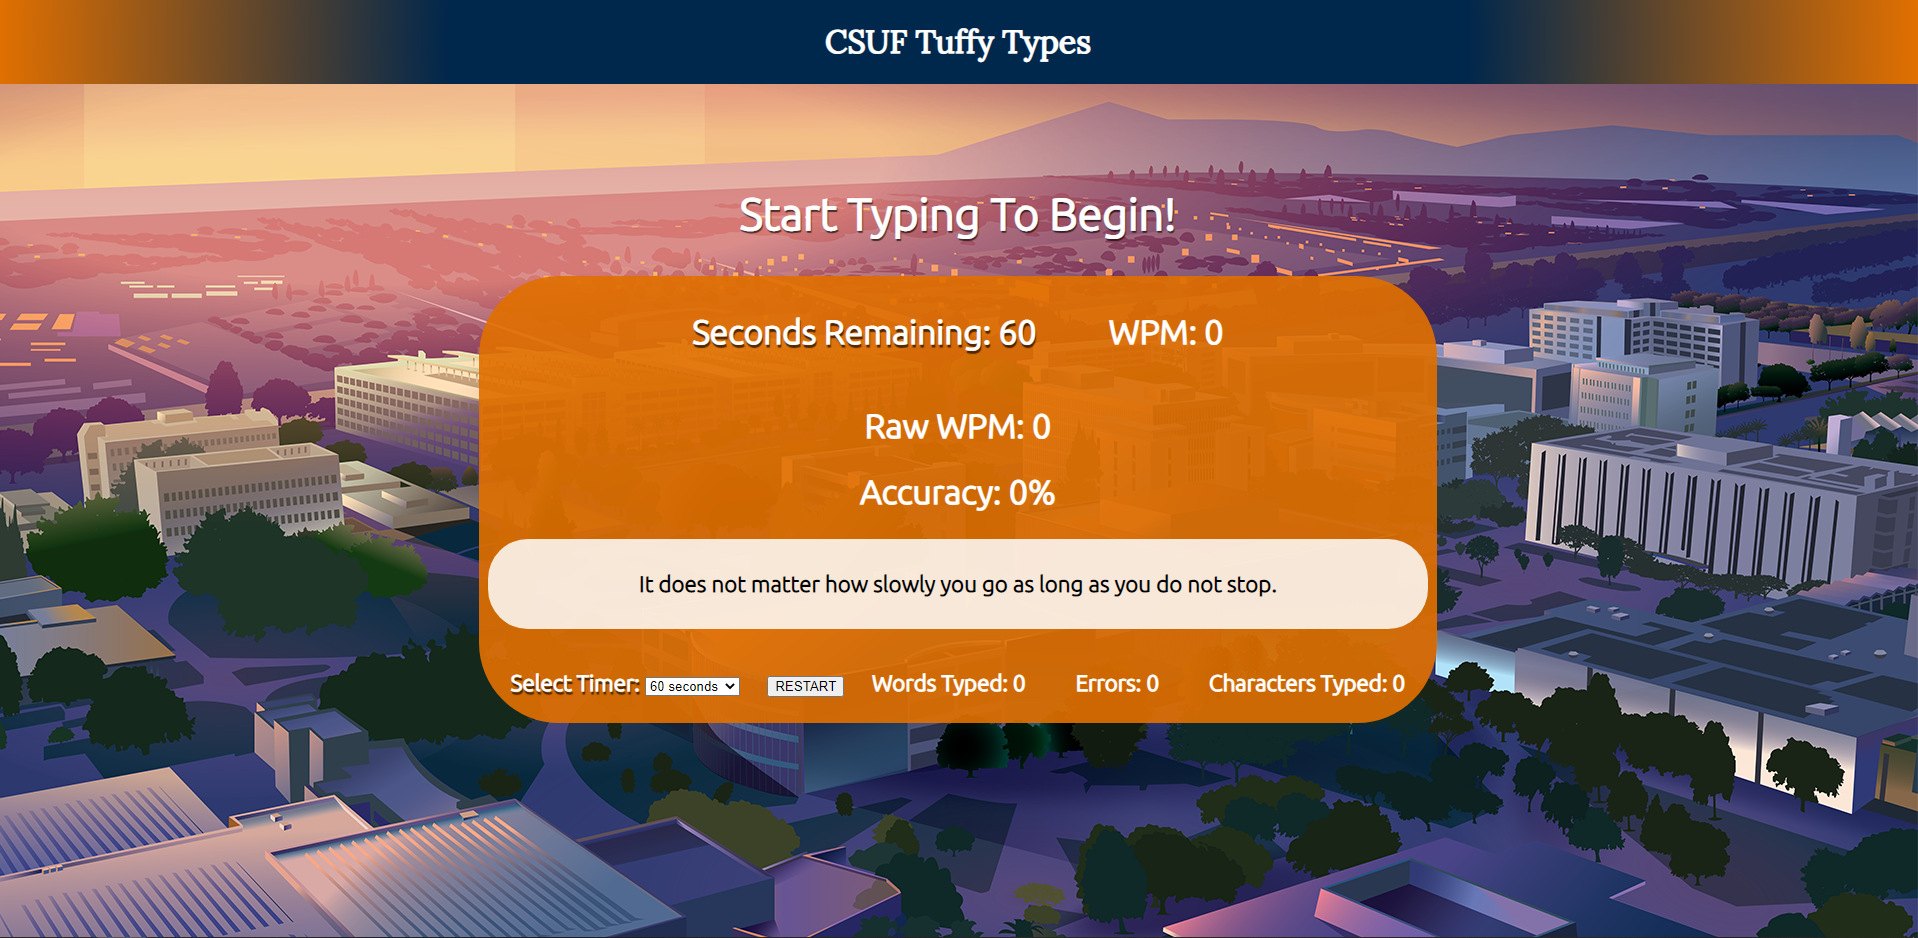 CSUF Tuffy Types
Start Typing To Begin!
Seconds Remaining: 60 WPM: 0
Raw WPM: 0
Accuracy: 0%
It does not matter how slowly you go as long as you do not stop.
Select Timer: 60 seconds RESTART Words Typed: 0 Errors: 0 Characters Typed: 0